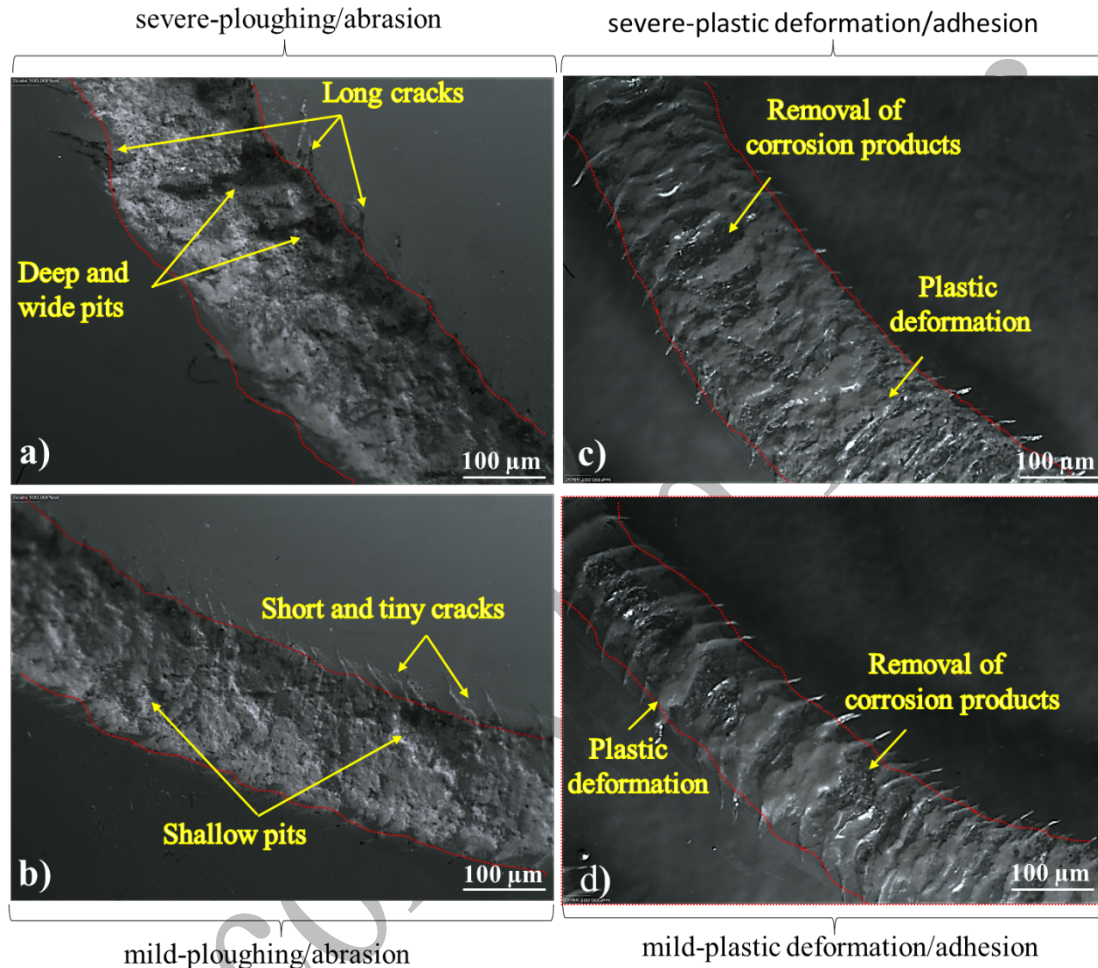 severe-ploughing/abrasion
severe-plastic deformation/adhesion
Long cracks
Deep and
wide pits
a)
100 µm
Removal of
corrosion products
Plastic
deformation
c)
100 µm
Short and tiny cracks
Shallow pits
b)
100 µm
Removal of
corrosion products
Plastic
deformation
d)
100 µm
mild-ploughing/abrasion
mild-plastic deformation/adhesion